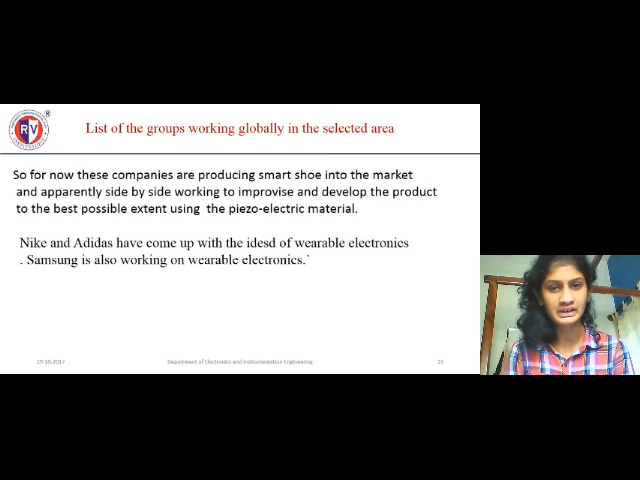 List of the groups working globally in the selected area
RV
So for now these companies are producing smart shoe into the market
and apparently side by side working to improvise and develop the product
to the best possible extent using the piezo-electric material.
Nike and Adidas have come up with the idesd of wearable electronics
. Samsung is also working on wearable electronics.`
Department of Electronics and Instrumentation Engineering